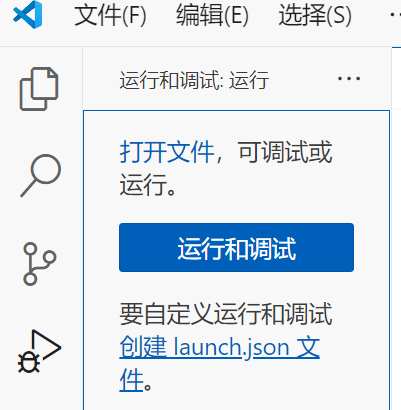 文件(F) 编辑(E) 选择(S) ···
运行和调试: 运行 ···
打开文件，可调试或
运行。
运行和调试
要自定义运行和调试
创建 launch.json 文
件。